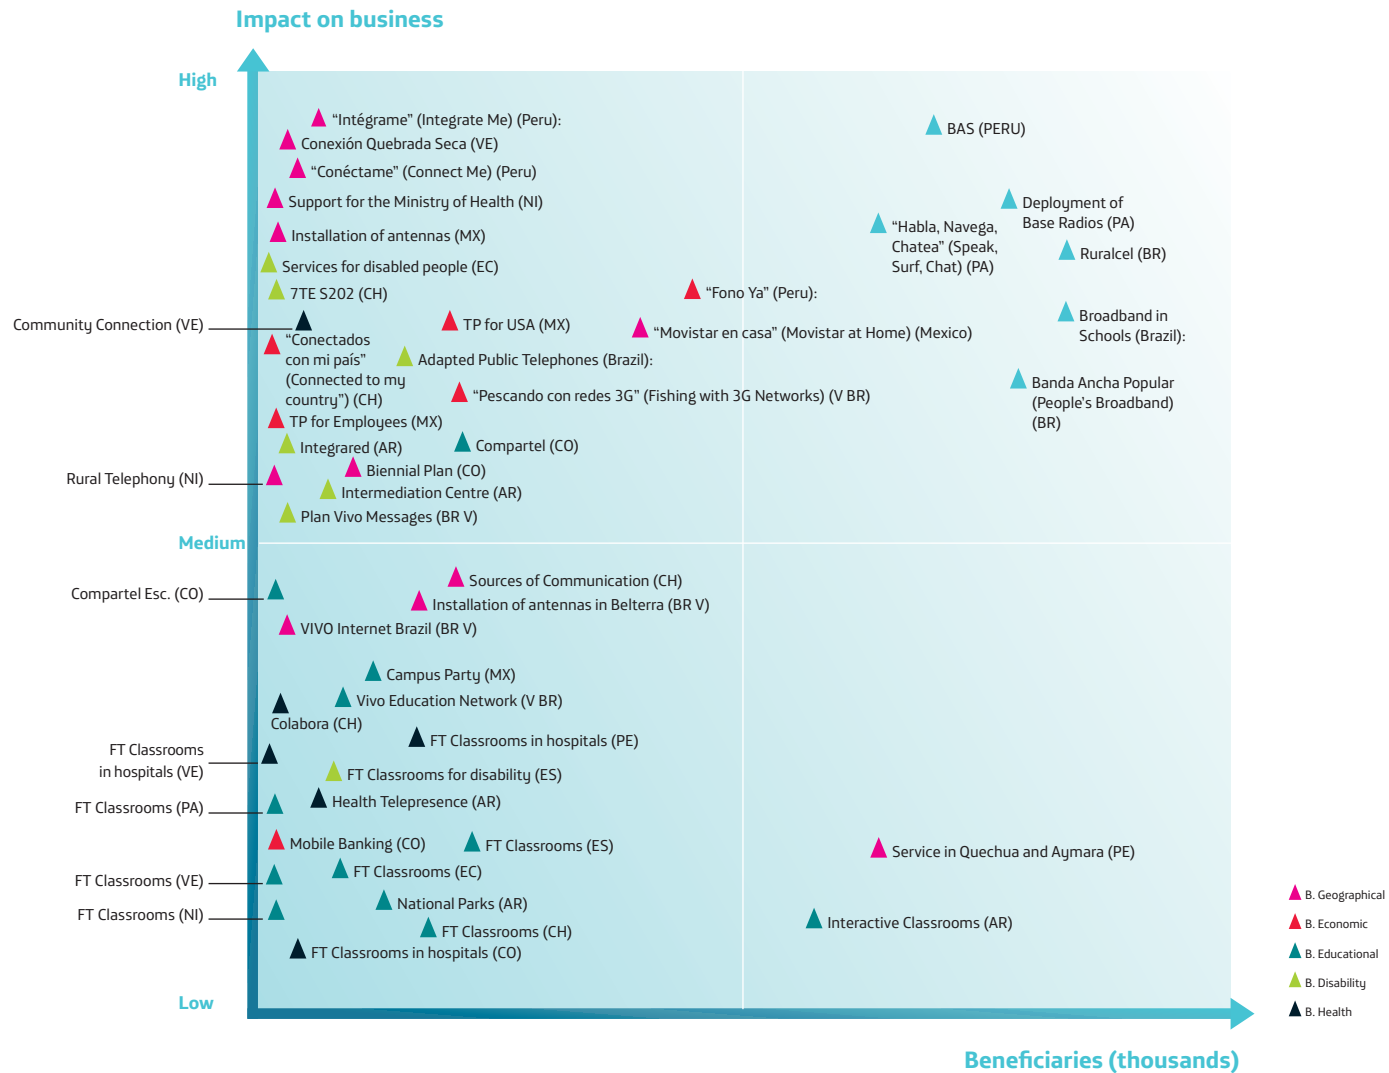 Impact on business
High
“Intégrame” (Integrate Me) (Peru):
Conexión Quebrada Seca (VE)
“Conéctame” (Connect Me) (Peru)
Support for the Ministry of Health (NI)
Installation of antennas (MX)
Services for disabled people (EC)
7TE S202 (CH)
Community Connection (VE)
“Conectados
con mi país”
(Connected to my
country”) (CH)
TP for USA (MX)
Adapted Public Telephones (Brazil):
“Pescando con redes 3G” (Fishing with 3G Networks) (V BR)
TP for Employees (MX)
Integrared (AR)
Compartel (CO)
Rural Telephony (NI)
Biennial Plan (CO)
Intermediation Centre (AR)
Plan Vivo Messages (BR V)
“Fono Ya” (Peru):
“Movistar en casa” (Movistar at Home) (Mexico)
BAS (PERU)
Deployment of
Base Radios (PA)
“Habla, Navega,
Chatea” (Speak,
Surf, Chat) (PA)
Ruralcel (BR)
Broadband in
Schools (Brazil):
Banda Ancha Popular
(People’s Broadband)
(BR)
Medium
Sources of Communication (CH)
Compartel Esc. (CO)
Installation of antennas in Belterra (BR V)
VIVO Internet Brazil (BR V)
Campus Party (MX)
Vivo Education Network (V BR)
Colabora (CH)
FT Classrooms in hospitals (PE)
FT Classrooms
in hospitals (VE)
FT Classrooms for disability (ES)
Health Telepresence (AR)
FT Classrooms (PA)
Mobile Banking (CO)
FT Classrooms (ES)
FT Classrooms (EC)
FT Classrooms (VE)
National Parks (AR)
FT Classrooms (NI)
FT Classrooms (CH)
FT Classrooms in hospitals (CO)
Service in Quechua and Aymara (PE)
Interactive Classrooms (AR)
Low
Beneficiaries (thousands)
B. Geographical
B. Economic
B. Educational
B. Disability
B. Health